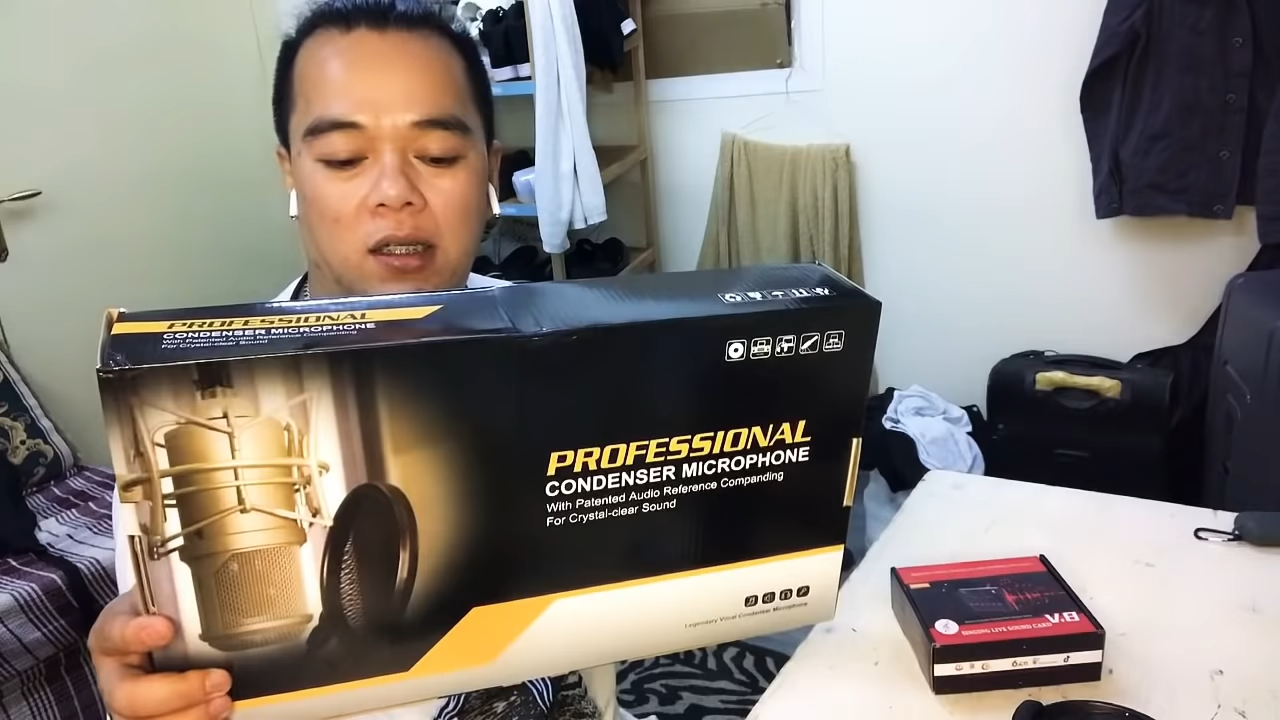 PROFESSIONAL
CONDENSER MICROPHONE
With Patented Audio Reference Companding
For Crystal-clear Sound
PROFESSIONAL
CONDENSER MICROPHONE
With Patented Audio Reference Companding
For Crystal-clear Sound
Legendary Vocal Condenser Microphone
V.8
SINGING LIVE SOUND CARD